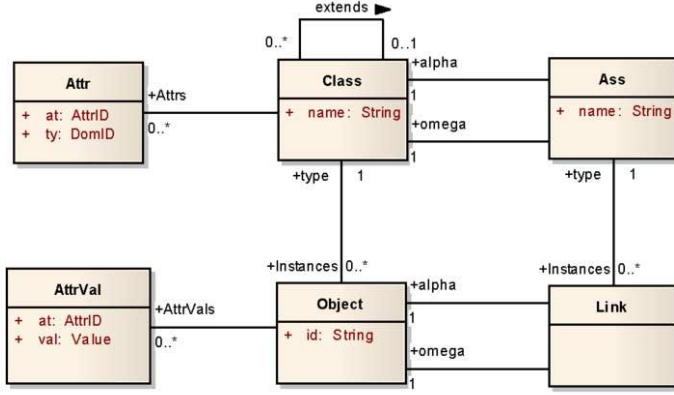 extends
0..*
0..1
Attr
+ at: AttrID
+ ty: DomID
+Attrs
0..*
Class
+ name: String
+alpha
1
+omega
1
Ass
+ name: String
+type 1
+type 1
+Instances 0..*
+Instances 0..*
AttrVal
+ at: AttrID
+ val: Value
+AttrVals
0..*
Object
+ id: String
+alpha
1
+omega
1
Link